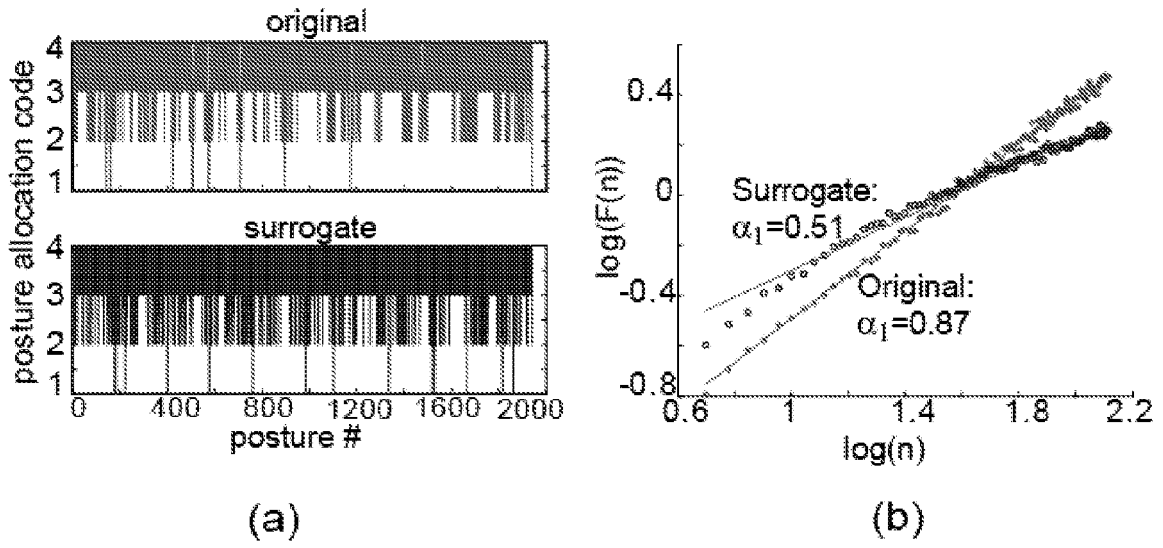 original
posture allocation code
4
3
2
1
surrogate
4
3
2
1
0 400 800 1200 1600 2000
posture #
(a)
log(F(n))
0.4
0
-0.4
-0.8
Surrogate:
α1=0.51
Original:
α1=0.87
0.6 1 1.4 1.8 2.2
log(n)
(b)